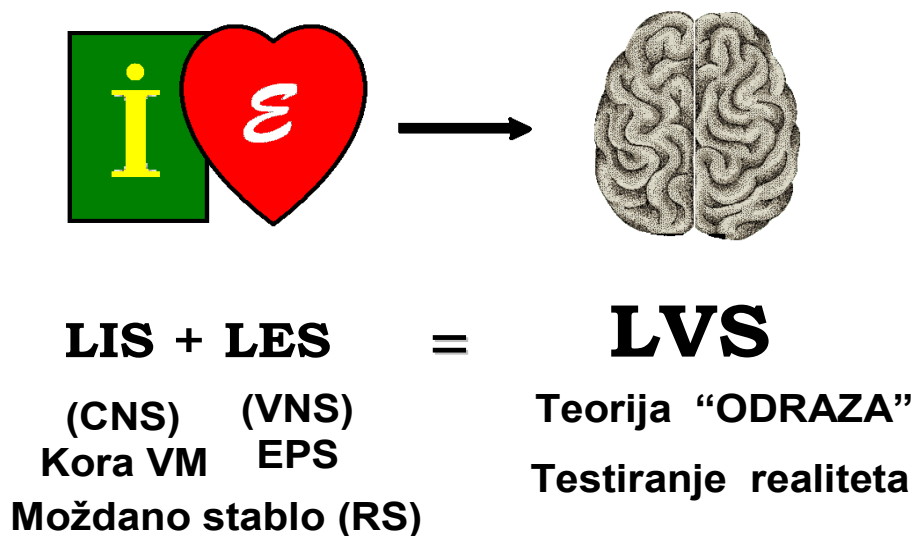 i ε
LIS + LES = LVS
(CNS) (VNS) Teorija “ODRAZA”
Kora VM EPS Testiranje realiteta
Moždano stablo (RS)